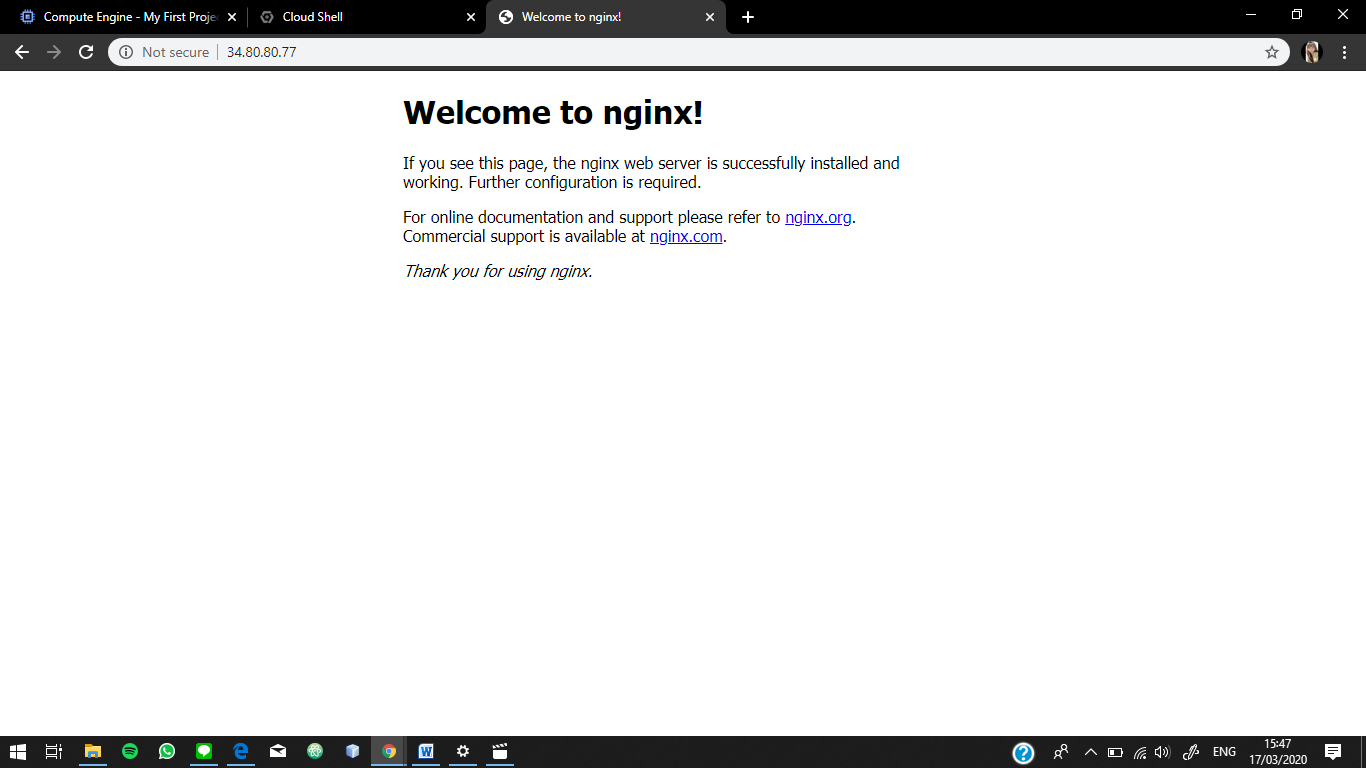 Compute Engine - My First Proje
Cloud Shell
Welcome to nginx!
Not secure
34.80.80.77
Welcome to nginx!
If you see this page, the nginx web server is successfully installed and
working. Further configuration is required.
For online documentation and support please refer to nginx.org.
Commercial support is available at nginx.com.
Thank you for using nginx.
ENG
15:47
17/03/2020